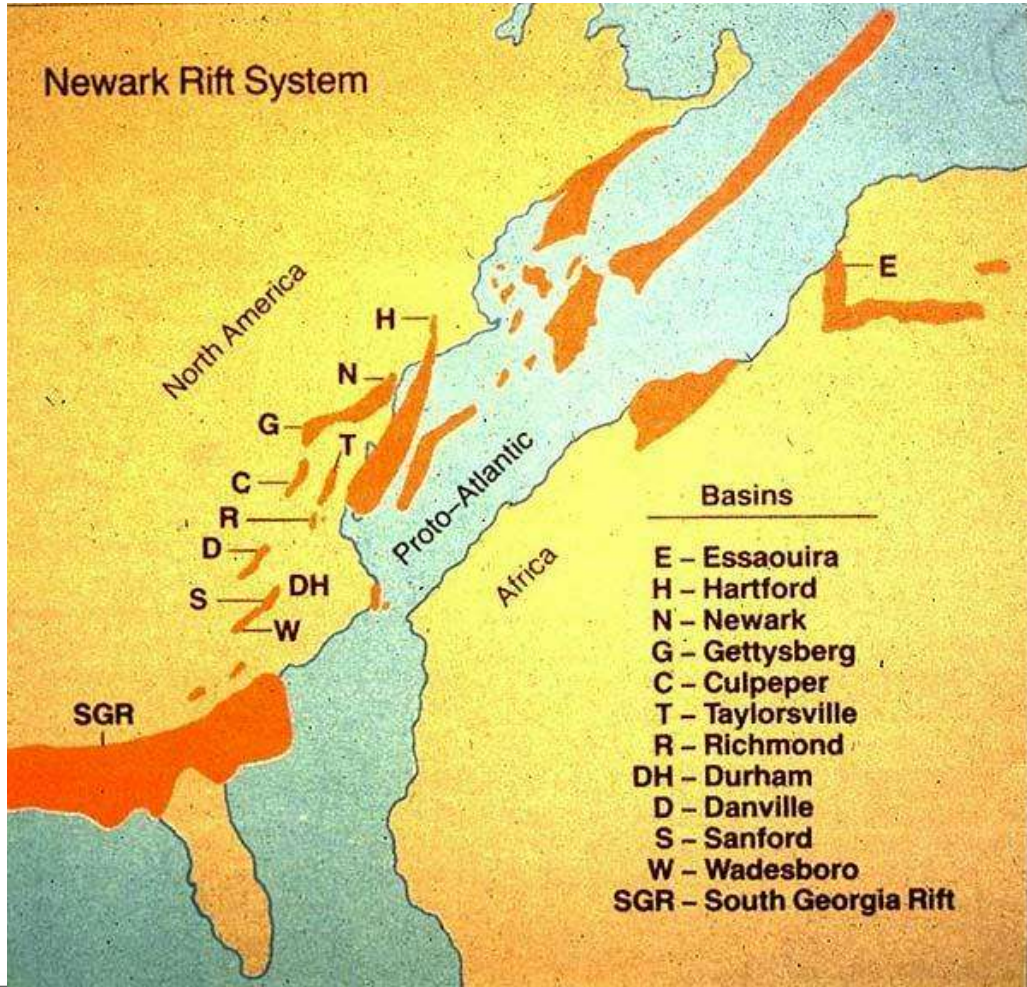 Newark Rift System
North America
H
N
G
T
C
R
D
DH
S
W
SGR
E
Proto-Atlantic
Africa
Basins
E - Essaouira
H - Hartford
N - Newark
G - Gettysberg
C - Culpeper
T - Taylorsville
R - Richmond
DH - Durham
D - Danville
S - Sanford
W - Wadesboro
SGR - South Georgia Rift